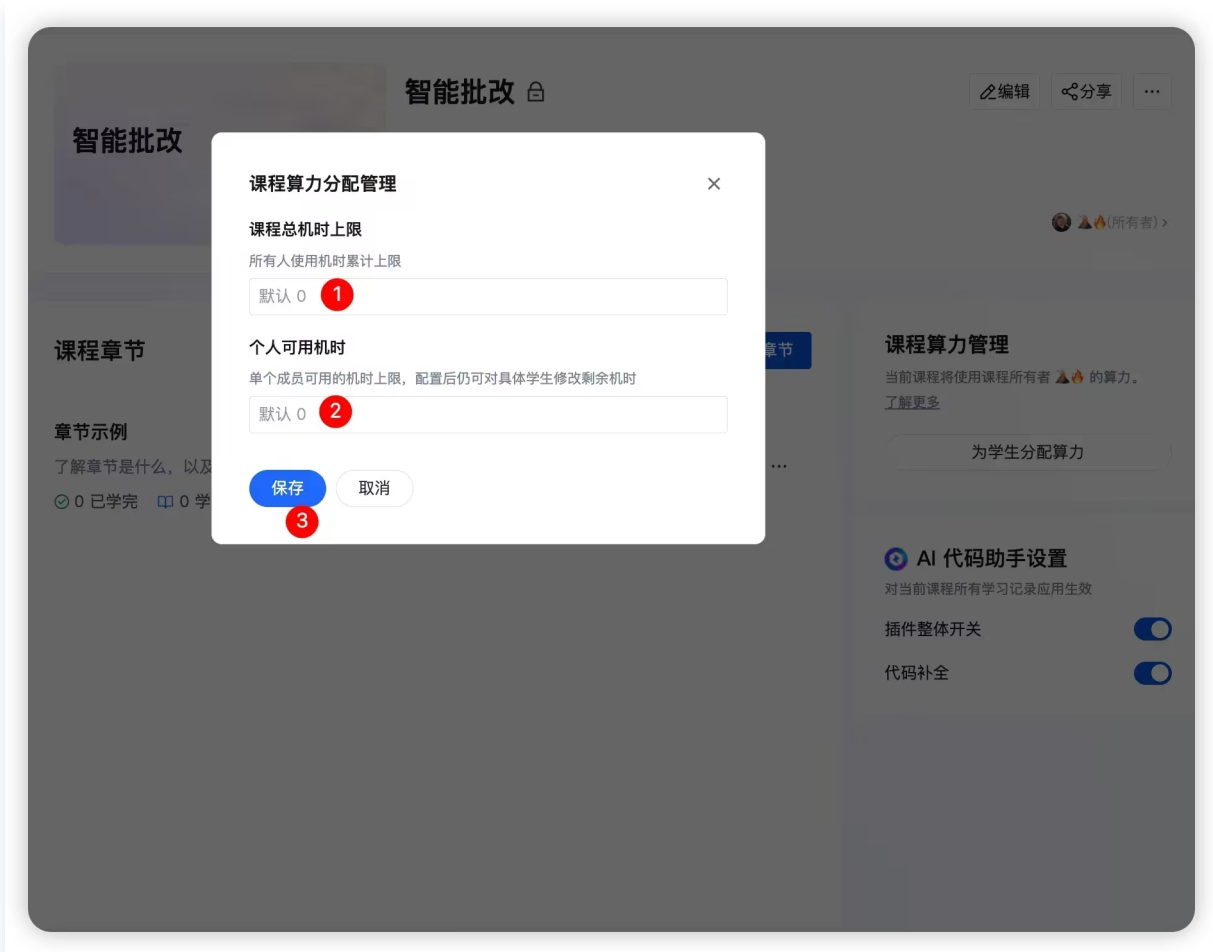 智能批改
智能批改
编辑
分享
(所有者)
课程算力分配管理
课程总机时上限
所有人使用机时累计上限
默认 0
1
个人可用机时
单个成员可用的机时上限，配置后仍可对具体学生修改剩余机时
默认 0
2
保存
取消
3
课程章节
章节
章节示例
了解章节是什么，以及
0 已学完
0 学
课程算力管理
当前课程将使用课程所有者 🌋🔥 的算力。
了解更多
为学生分配算力
AI 代码助手设置
对当前课程所有学习记录应用生效
插件整体开关
代码补全